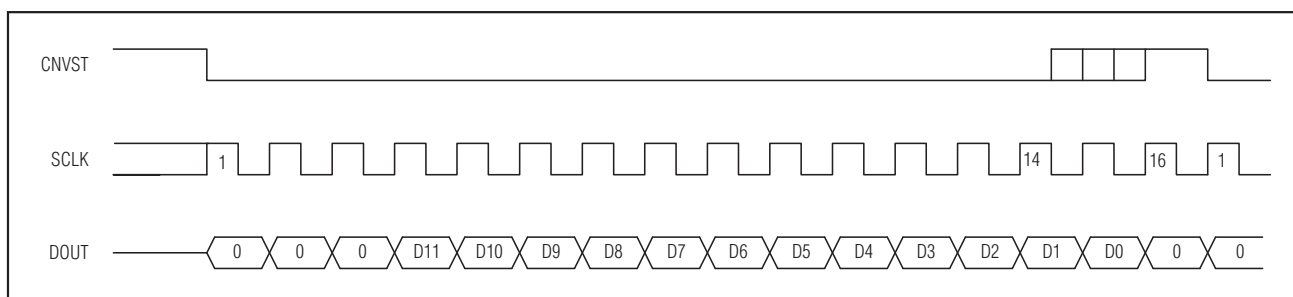 CNVST
SCLK 1 14 16 1
DOUT 0 0 0 D11 D10 D9 D8 D7 D6 D5 D4 D3 D2 D1 D0 0 0